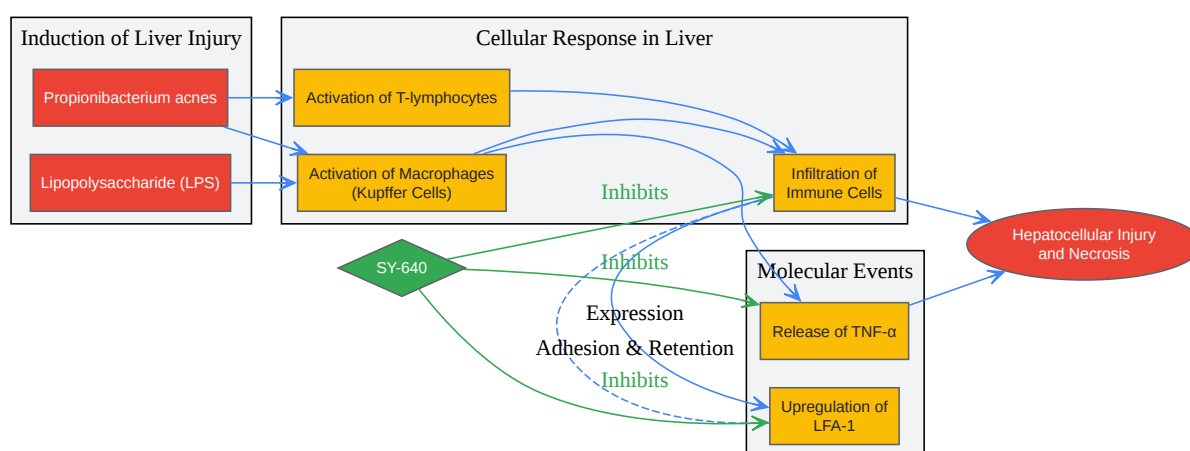 Induction of Liver Injury
Propionibacterium acnes
Lipopolysaccharide (LPS)
Cellular Response in Liver
Activation of T-lymphocytes
Activation of Macrophages
(Kupffer Cells)
Infiltration of
Immune Cells
Inhibits
SY-640
Inhibits
Hepatocellular Injury
and Necrosis
Molecular Events
Expression
Release of TNF-α
Adhesion & Retention
Inhibits
Upregulation of
LFA-1